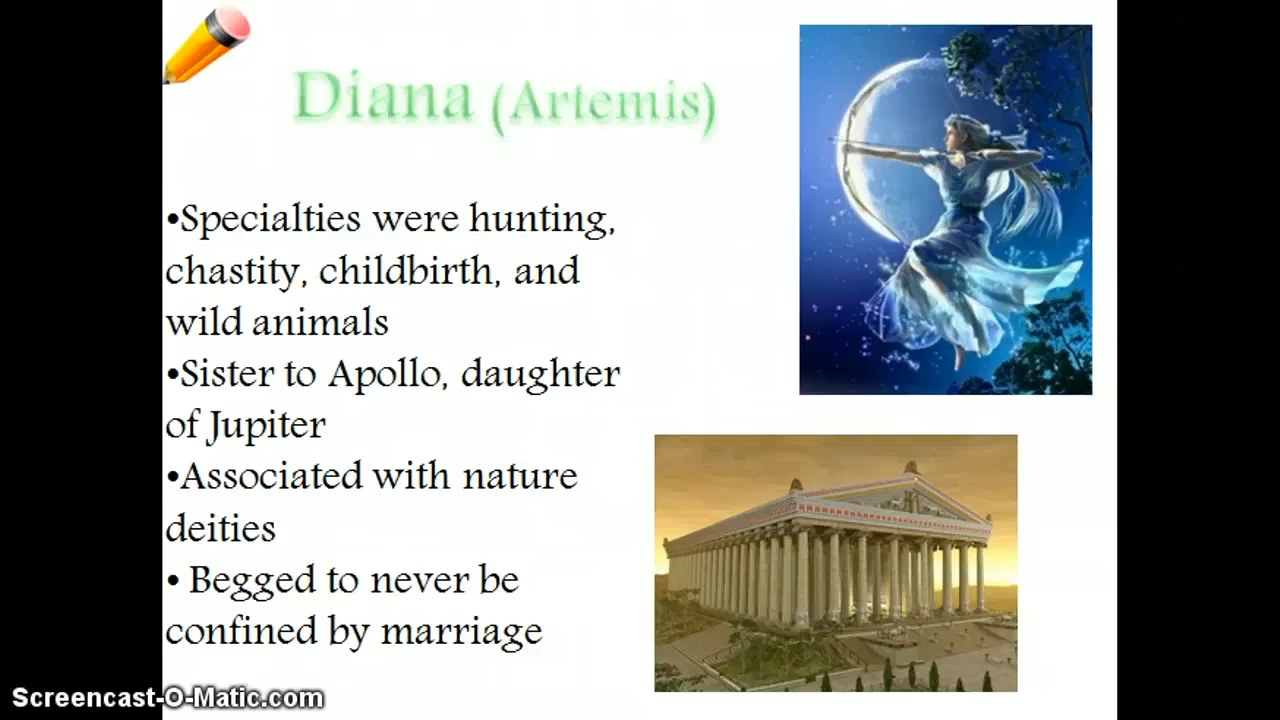 Diana (Artemis)
•Specialties were hunting,
chastity, childbirth, and
wild animals
•Sister to Apollo, daughter
of Jupiter
•Associated with nature
deities
• Begged to never be
confined by marriage
Screencast-O-Matic.com